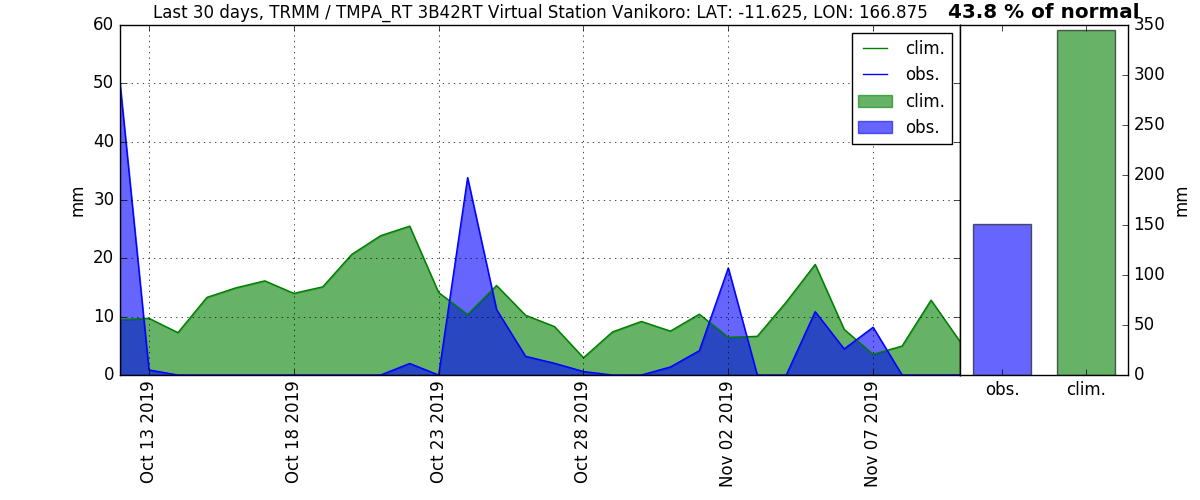 Last 30 days, TRMM / TMPA_RT 3B42RT Virtual Station Vanikoro: LAT: -11.625, LON: 166.875
43.8 % of normal
60
50
40
30
20
10
0
mm
clim.
obs.
clim.
obs.
Oct 13 2019
Oct 18 2019
Oct 23 2019
Oct 28 2019
Nov 02 2019
Nov 07 2019
350
300
250
200
150
100
50
0
mm
obs.
clim.